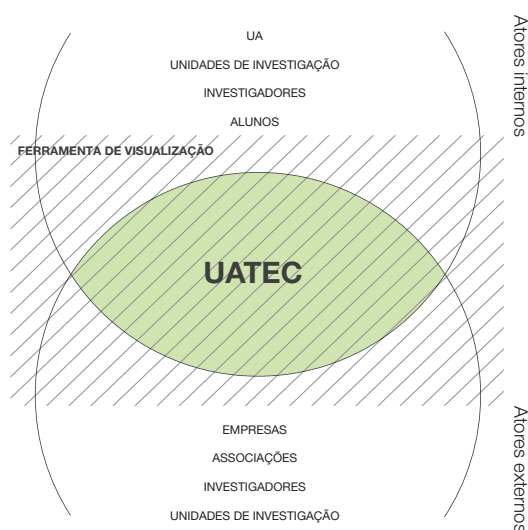 UA
UNIDADES DE INVESTIGAÇÃO
INVESTIGADORES
ALUNOS
Atores internos
FERRAMENTA DE VISUALIZAÇÃO
UATEC
EMPRESAS
ASSOCIAÇÕES
INVESTIGADORES
UNIDADES DE INVESTIGAÇÃO
Atores externos